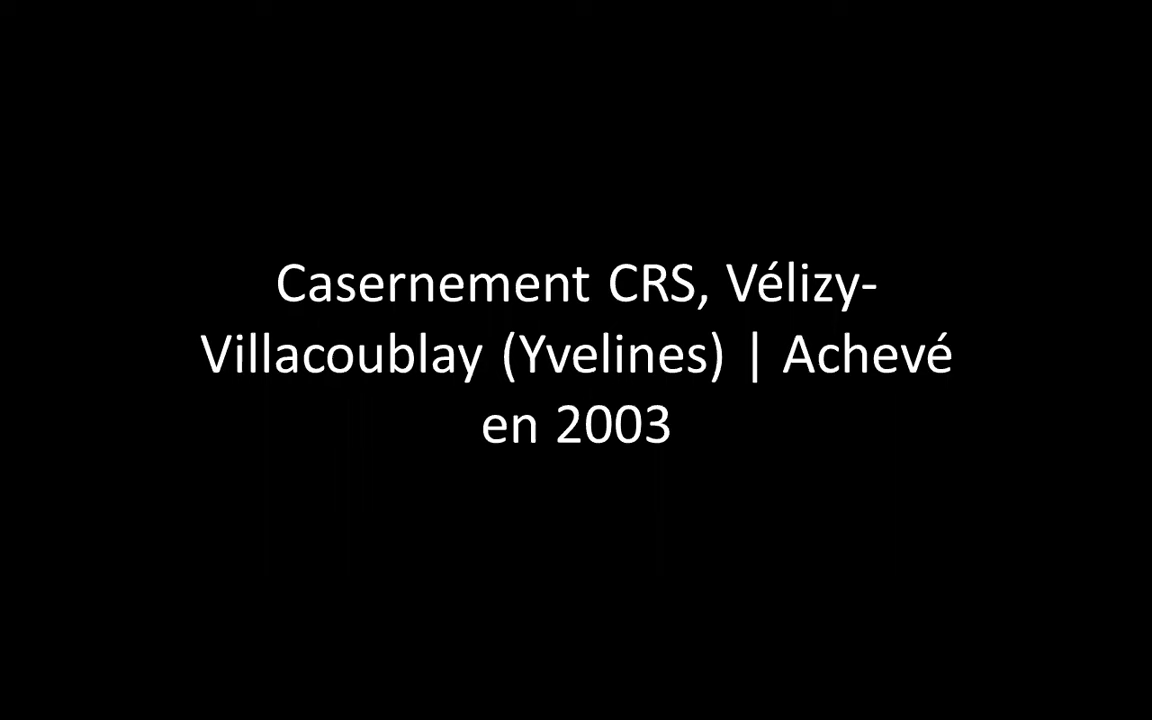 Casernement CRS, Vélizy-
Villacoublay (Yvelines) | Achevé
en 2003